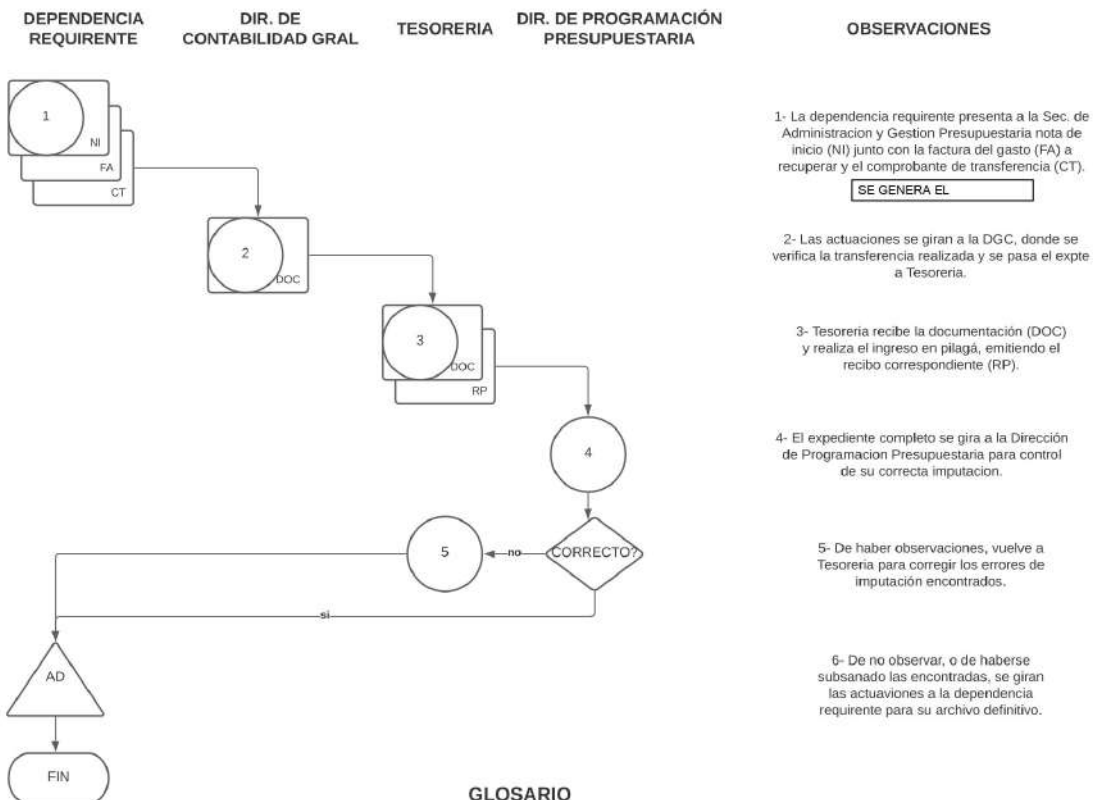 DEPENDENCIA
REQUIRENTE
DIR. DE
CONTABILIDAD GRAL
TESORERIA
DIR. DE PROGRAMACIÓN
PRESUPUESTARIA
OBSERVACIONES
1
NI
FA
CT
1- La dependencia requirente presenta a la Sec. de
Administracion y Gestion Presupuestaria nota de
inicio (NI) junto con la factura del gasto (FA) a
recuperar y el comprobante de transferencia (CT).
SE GENERA EL
2
DOC
2- Las actuaciones se giran a la DGC, donde se
verifica la transferencia realizada y se pasa el expte
a Tesoreria.
3
DOC
RP
3- Tesoreria recibe la documentación (DOC)
y realiza el ingreso en pilagá, emitiendo el
recibo correspondiente (RP).
4
4- El expediente completo se gira a la Dirección
de Programacion Presupuestaria para control
de su correcta imputacion.
5
no
CORRECTO?
5- De haber observaciones, vuelve a
Tesoreria para corregir los errores de
imputación encontrados.
si
AD
6- De no observar, o de haberse
subsanado las encontradas, se giran
las actuaviones a la dependencia
requirente para su archivo definitivo.
FIN
GLOSARIO